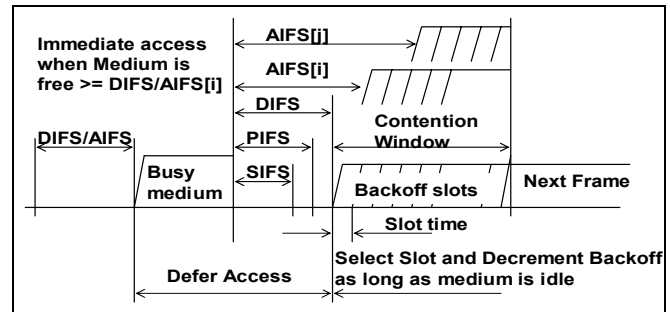 Immediate access
when Medium is
free >= DIFS/AIFS[i]
AIFS[j]
AIFS[i]
DIFS
DIFS/AIFS
PIFS
Contention
Window
Busy
medium
SIFS
Backoff slots
Next Frame
Slot time
Defer Access
Select Slot and Decrement Backoff
as long as medium is idle